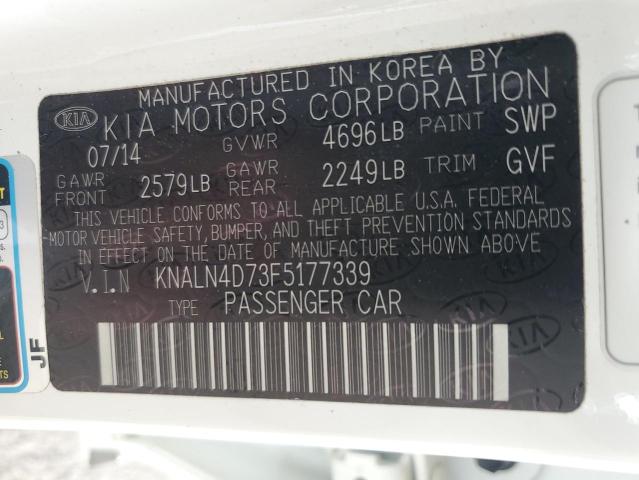 MANUFACTURED IN KOREA BY
KIA KIA MOTORS CORPORATION
07/14 GVWR 4696LB PAINT SWP
GAWR FRONT 2579LB GAWR REAR 2249LB TRIM GVF
THIS VEHICLE CONFORMS TO ALL APPLICABLE U.S.A. FEDERAL
MOTOR VEHICLE SAFETY, BUMPER, AND THEFT PREVENTION STANDARDS
IN EFFECT ON THE DATE OF MANUFACTURE SHOWN ABOVE
V.I.N KNALN4D73F5177339
TYPE PASSENGER CAR
JF